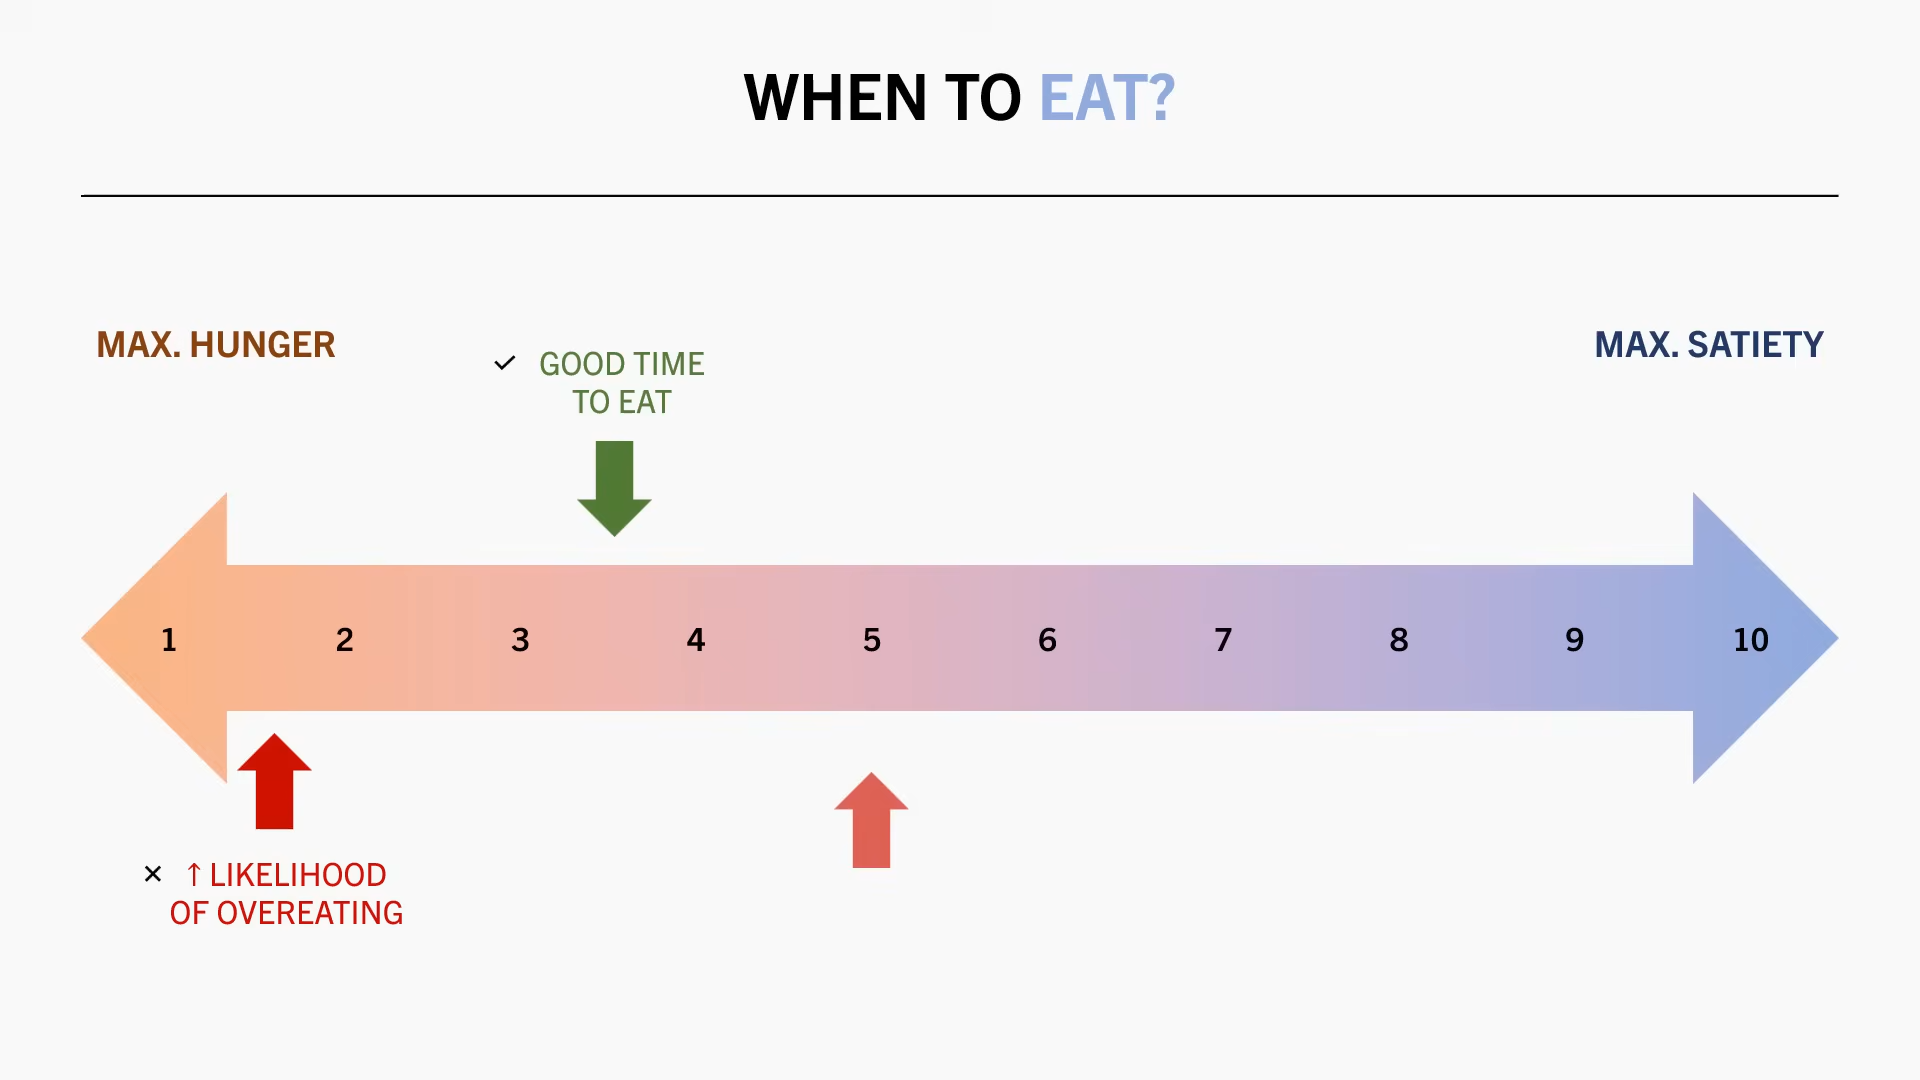 WHEN TO EAT?
MAX. HUNGER
MAX. SATIETY
✓ GOOD TIME
TO EAT
1 2 3 4 5 6 7 8 9 10
✕ ↑ LIKELIHOOD
OF OVEREATING